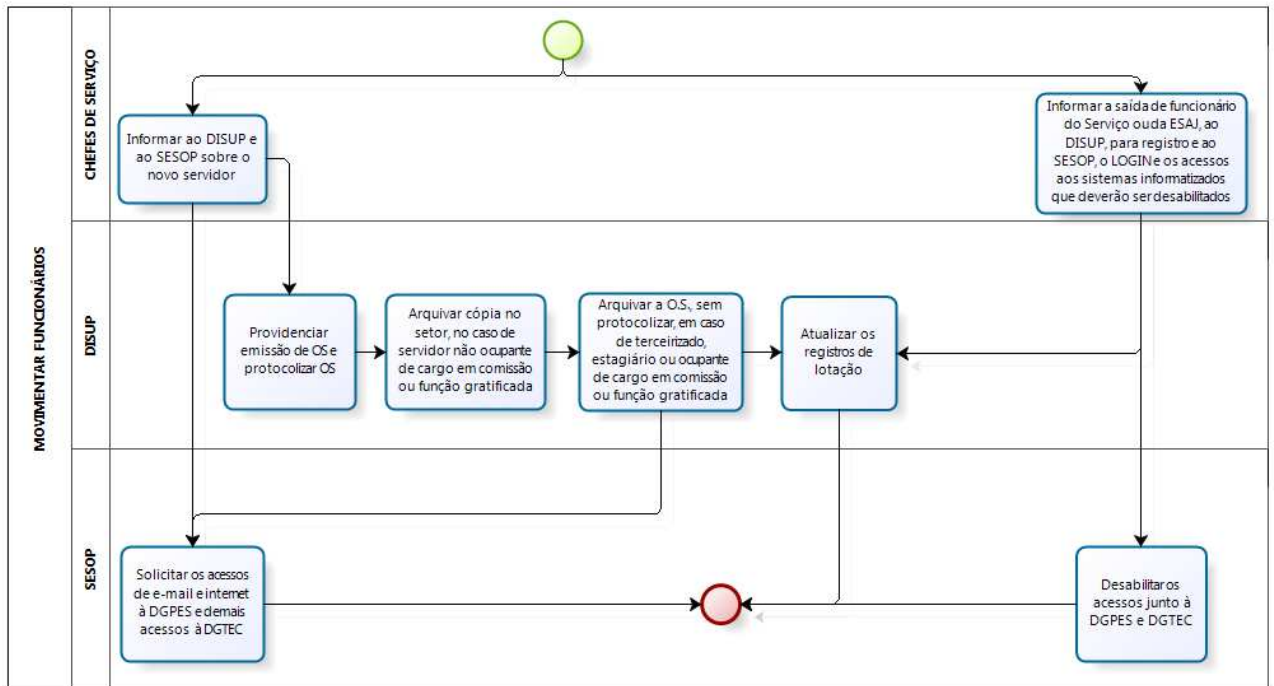 MOVIMENTAR FUNCIONÁRIOS
CHEFES DE SERVIÇO
Informar ao DISUP e
ao SESOP sobre o
novo servidor
Informar a saída de funcionário
do Serviço ou da ESAJ, ao
DISUP, para registro e ao
SESOP, o LOGIN e os acessos
aos sistemas informatizados
que deverão ser desabilitados
DISUP
Providenciar
emissão de OS e
protocolizar OS
Arquivar cópia no
setor, no caso de
servidor não ocupante
de cargo em comissão
ou função gratificada
Arquivar a O.S., sem
protocolizar, em caso
de terceirizado,
estagiário ou ocupante
de cargo em comissão
ou função gratificada
Atualizar os
registros de
lotação
SESOP
Solicitar os acessos
de e-mail e internet
à DGPES e demais
acessos à DGTEC
Desabilitar os
acessos junto à
DGPES e DGTEC